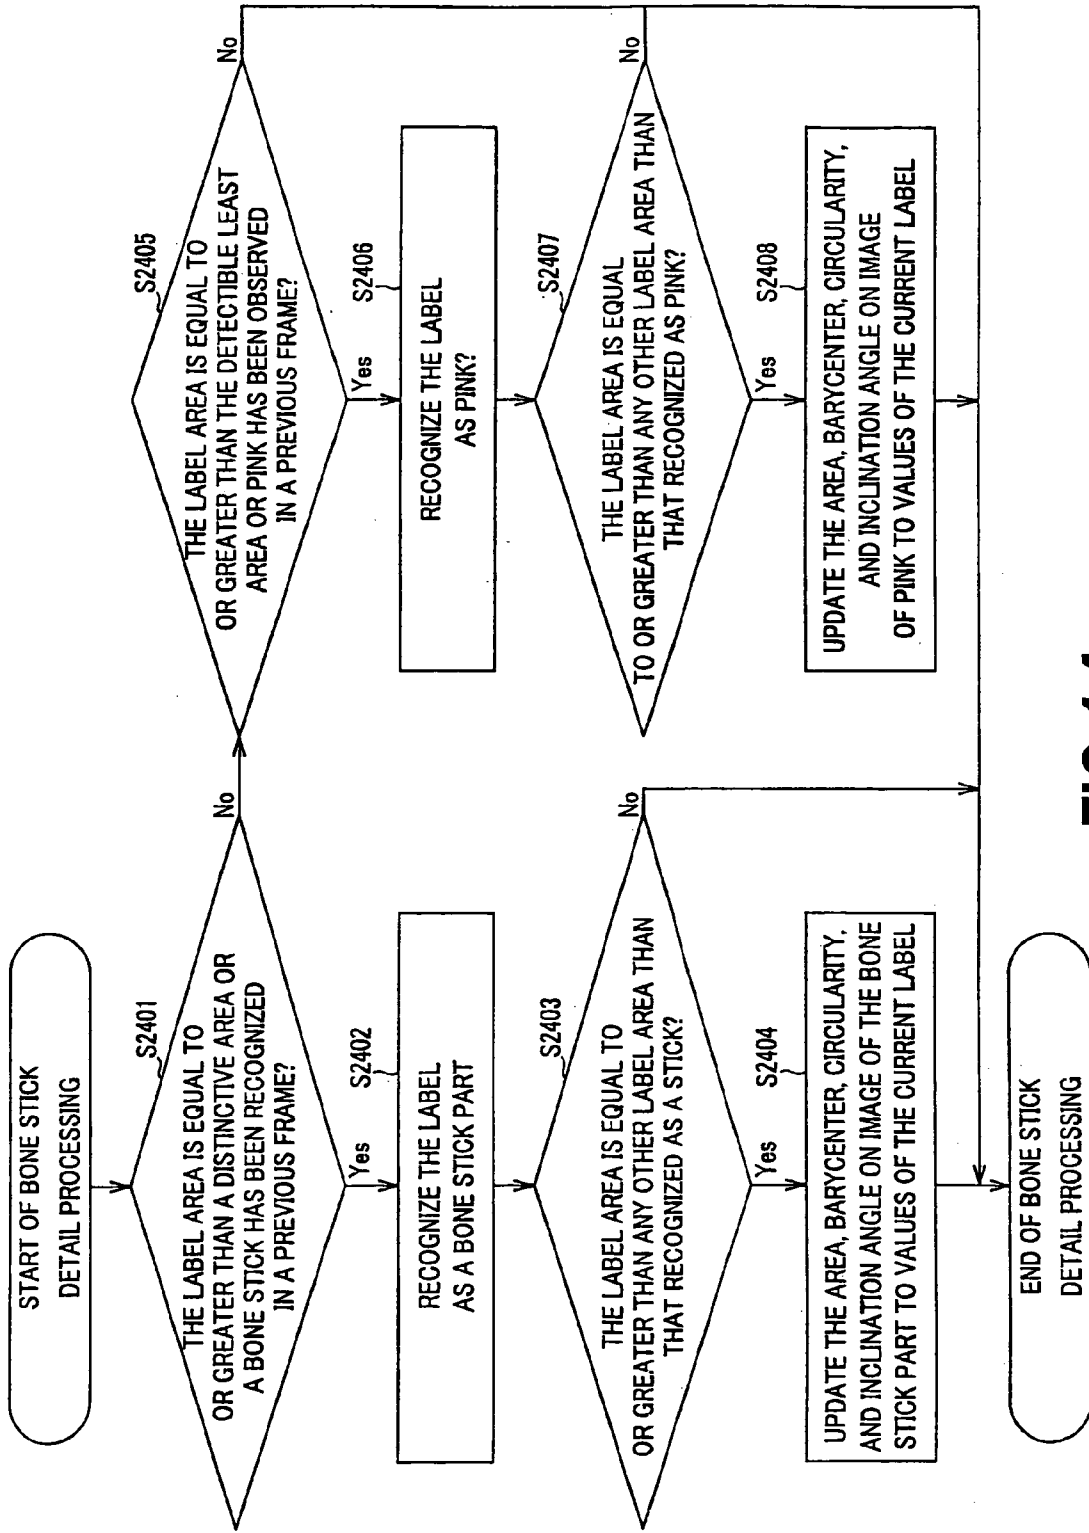 START OF BONE STICK
DETAIL PROCESSING
S2401
THE LABEL AREA IS EQUAL TO
OR GREATER THAN A DISTINCTIVE AREA OR
A BONE STICK HAS BEEN RECOGNIZED
IN A PREVIOUS FRAME?
No
Yes
S2402
RECOGNIZE THE LABEL
AS A BONE STICK PART
S2403
THE LABEL AREA IS EQUAL TO
OR GREATER THAN ANY OTHER LABEL AREA THAN
THAT RECOGNIZED AS A STICK?
No
Yes
S2404
UPDATE THE AREA, BARYCENTER, CIRCULARITY,
AND INCLINATION ANGLE ON IMAGE OF THE BONE
STICK PART TO VALUES OF THE CURRENT LABEL
END OF BONE STICK
DETAIL PROCESSING
S2405
THE LABEL AREA IS EQUAL TO
OR GREATER THAN THE DETECTIBLE LEAST
AREA OR PINK HAS BEEN OBSERVED
IN A PREVIOUS FRAME?
No
Yes
S2406
RECOGNIZE THE LABEL
AS PINK?
S2407
THE LABEL AREA IS EQUAL
TO OR GREATER THAN ANY OTHER LABEL AREA THAN
THAT RECOGNIZED AS PINK?
No
Yes
S2408
UPDATE THE AREA, BARYCENTER, CIRCULARITY,
AND INCLINATION ANGLE ON IMAGE
OF PINK TO VALUES OF THE CURRENT LABEL